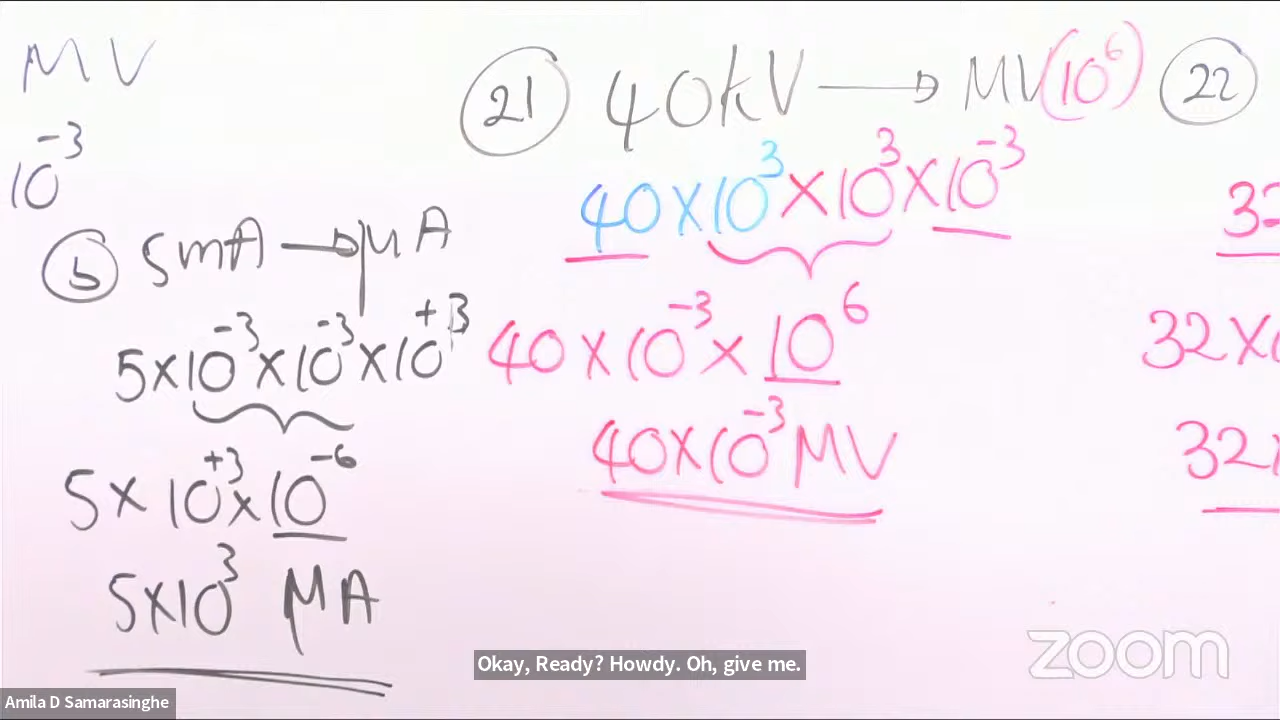 MV
10⁻³
b 5mA → μA
5×10⁻³×10⁻³×10⁺³
5×10⁺³×10⁻⁶
5×10³ μA
21 40kV → MV(10⁶)
40×10³×10³×10⁻³
40×10⁻³×10⁶
40×10⁻³MV
22
32
32×
32
Okay, Ready? Howdy. Oh, give me.
Amila D Samarasinghe
zoom